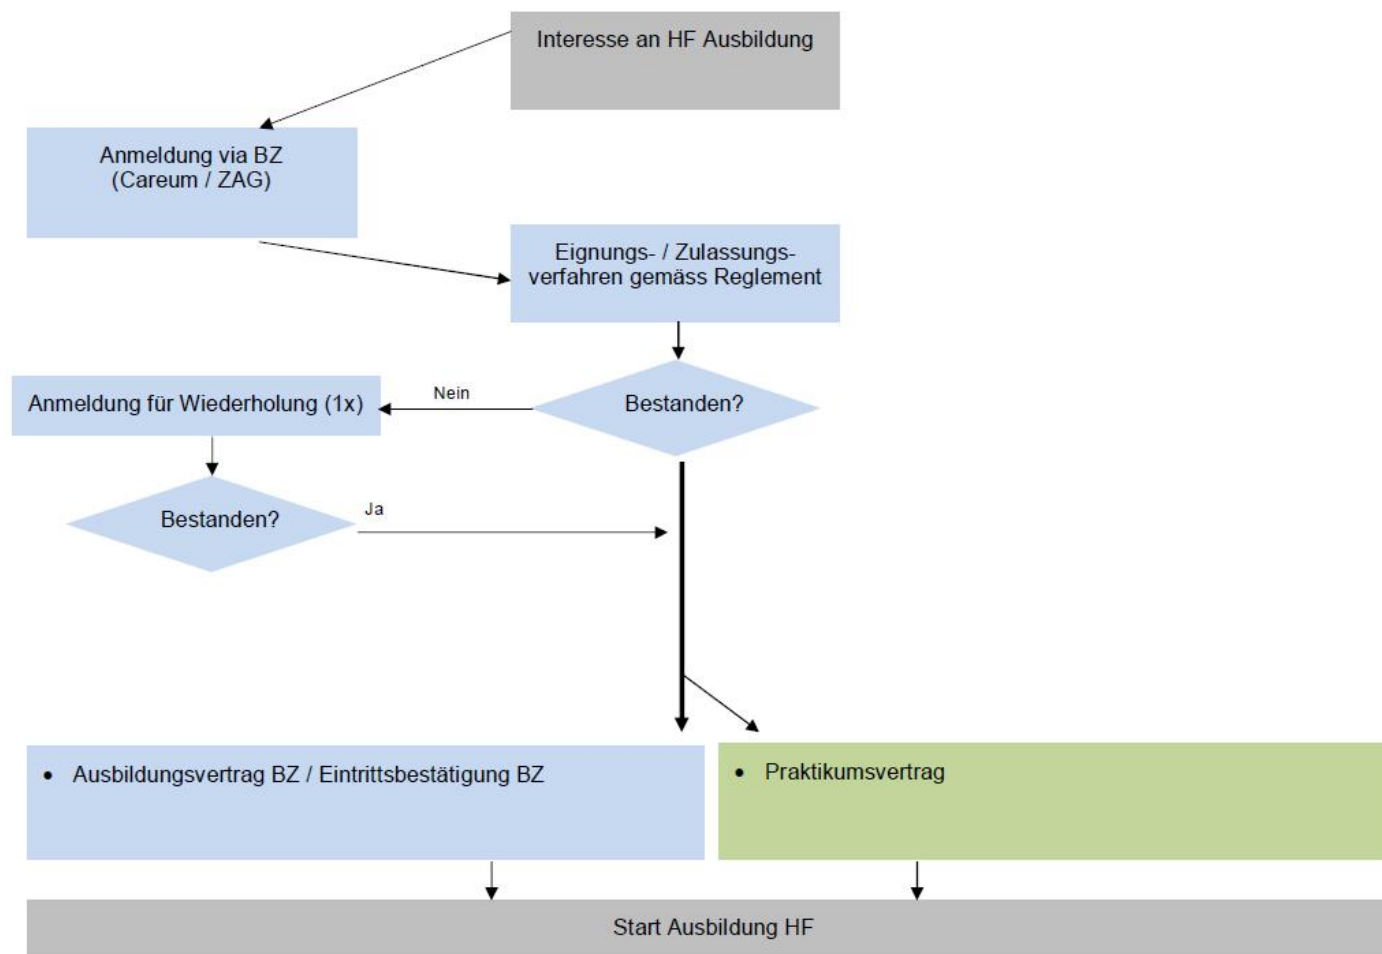 Interesse an HF Ausbildung
Anmeldung via BZ
(Careum / ZAG)
Eignungs- / Zulassungs-
verfahren gemäss Reglement
Anmeldung für Wiederholung (1x)
Nein
Bestanden?
Bestanden?
Ja
• Ausbildungsvertrag BZ / Eintrittsbestätigung BZ
• Praktikumsvertrag
Start Ausbildung HF